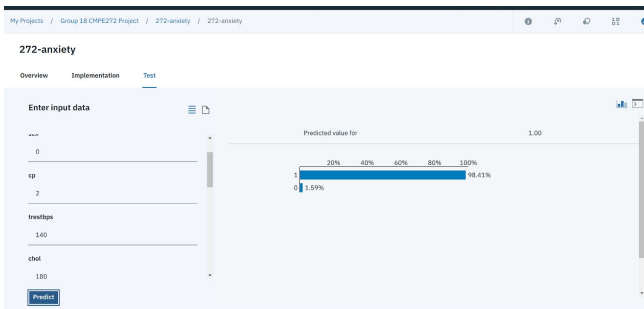 My Projects / Group 18 CMPE272 Project / 272-anxiety / 272-anxiety
272-anxiety
Overview Implementation Test
Enter input data
0
cp
2
trestbps
140
chol
180
Predict
Predicted value for 1.00
20% 40% 60% 80% 100%
1 98.41%
0 1.59%